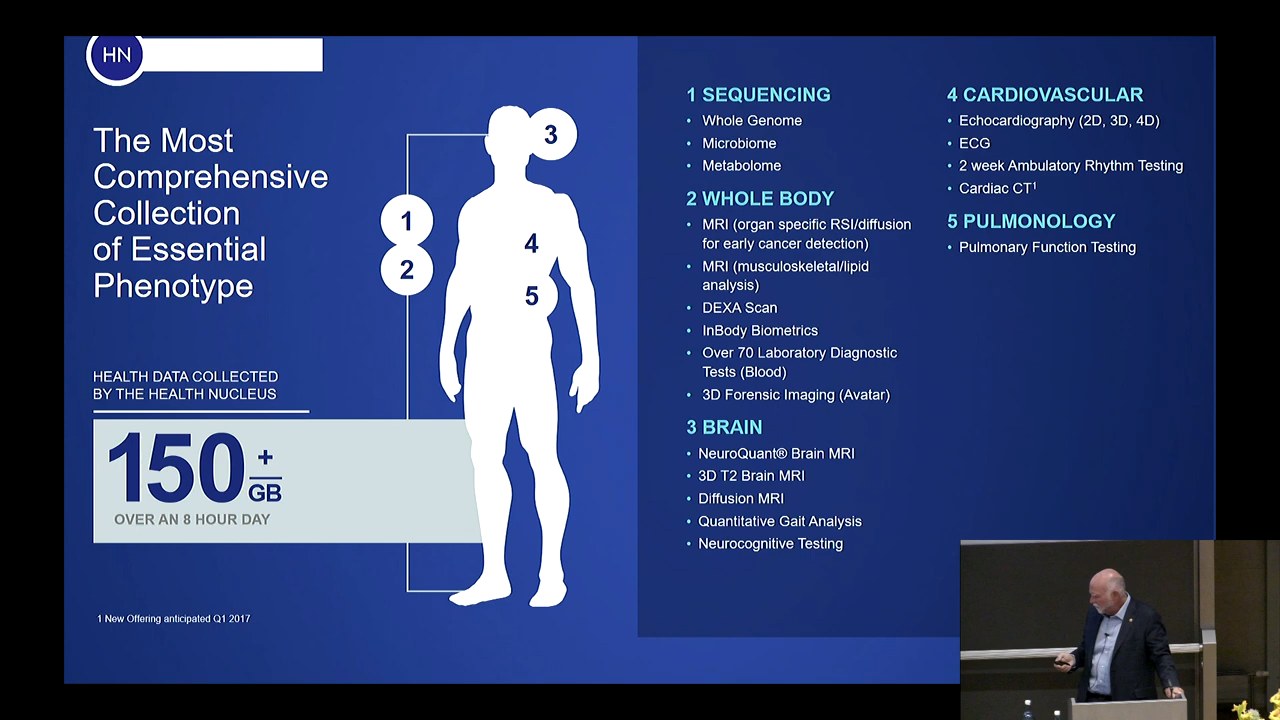 HN
The Most
Comprehensive
Collection
of Essential
Phenotype
HEALTH DATA COLLECTED
BY THE HEALTH NUCLEUS
150+
GB
OVER AN 8 HOUR DAY
1 New Offering anticipated Q1 2017
3
1
2
4
5
1 SEQUENCING
• Whole Genome
• Microbiome
• Metabolome
2 WHOLE BODY
• MRI (organ specific RSI/diffusion
for early cancer detection)
• MRI (musculoskeletal/lipid
analysis)
• DEXA Scan
• InBody Biometrics
• Over 70 Laboratory Diagnostic
Tests (Blood)
• 3D Forensic Imaging (Avatar)
3 BRAIN
• NeuroQuant® Brain MRI
• 3D T2 Brain MRI
• Diffusion MRI
• Quantitative Gait Analysis
• Neurocognitive Testing
4 CARDIOVASCULAR
• Echocardiography (2D, 3D, 4D)
• ECG
• 2 week Ambulatory Rhythm Testing
• Cardiac CT¹
5 PULMONOLOGY
• Pulmonary Function Testing